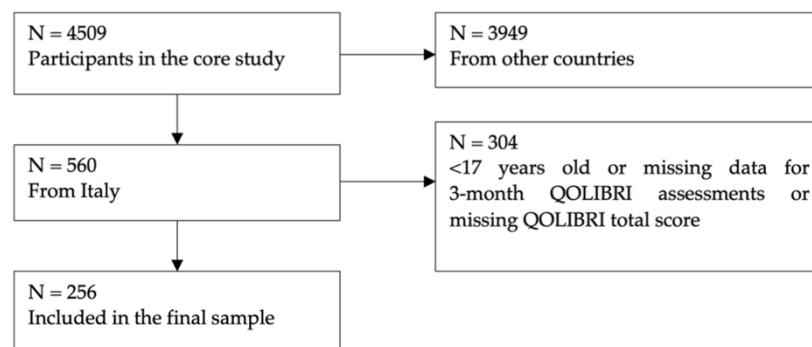 N = 4509
Participants in the core study
N = 3949
From other countries
N = 560
From Italy
N = 304
<17 years old or missing data for
3-month QOLIBRI assessments or
missing QOLIBRI total score
N = 256
Included in the final sample